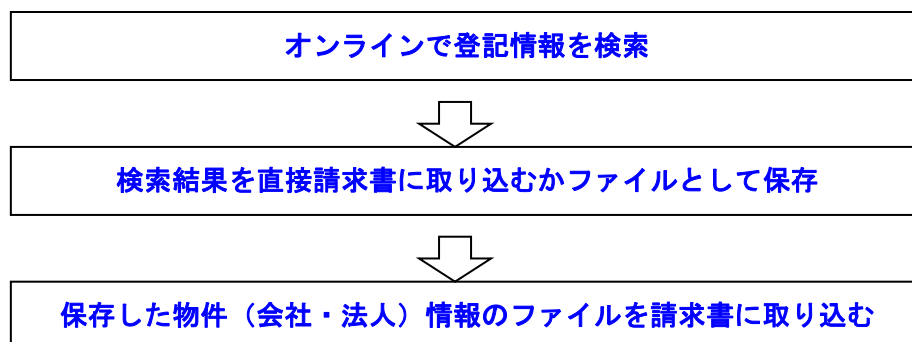 オンラインで登記情報を検索
検索結果を直接請求書に取り込むかファイルとして保存
保存した物件（会社・法人）情報のファイルを請求書に取り込む